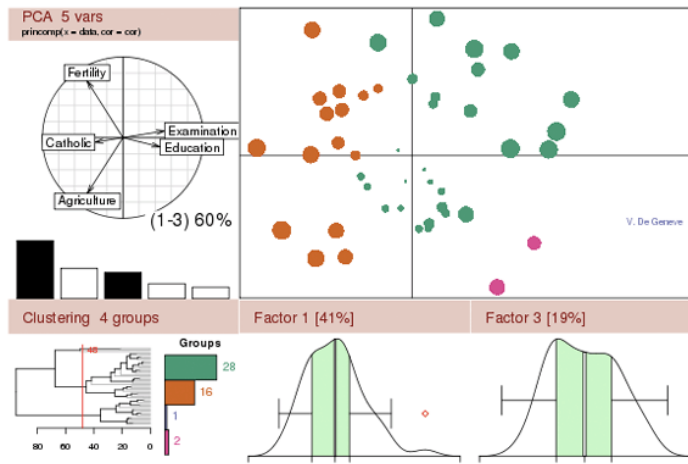 PCA 5 vars
princomp(x = data, cor = cor)
Fertility
Examination
Catholic
Education
Agriculture
(1-3) 60%
V. De Geneve
Clustering 4 groups
Factor 1 [41%]
Factor 3 [19%]
Groups
48
28
16
1
2
80 60 40 20 0